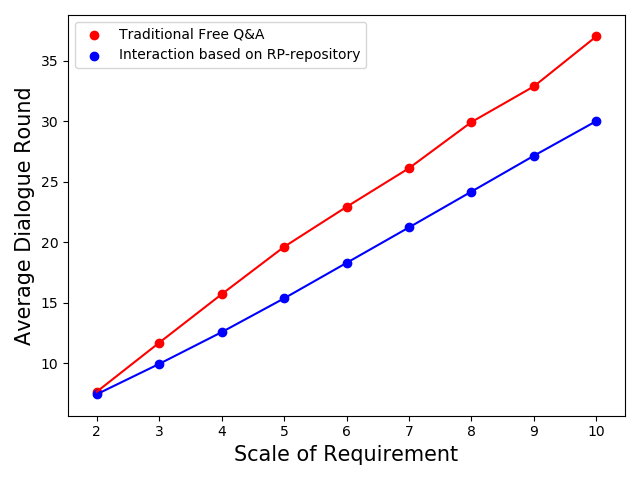 Traditional Free Q&A
Interaction based on RP-repository
35
30
25
20
15
10
Average Dialogue Round
2 3 4 5 6 7 8 9 10
Scale of Requirement